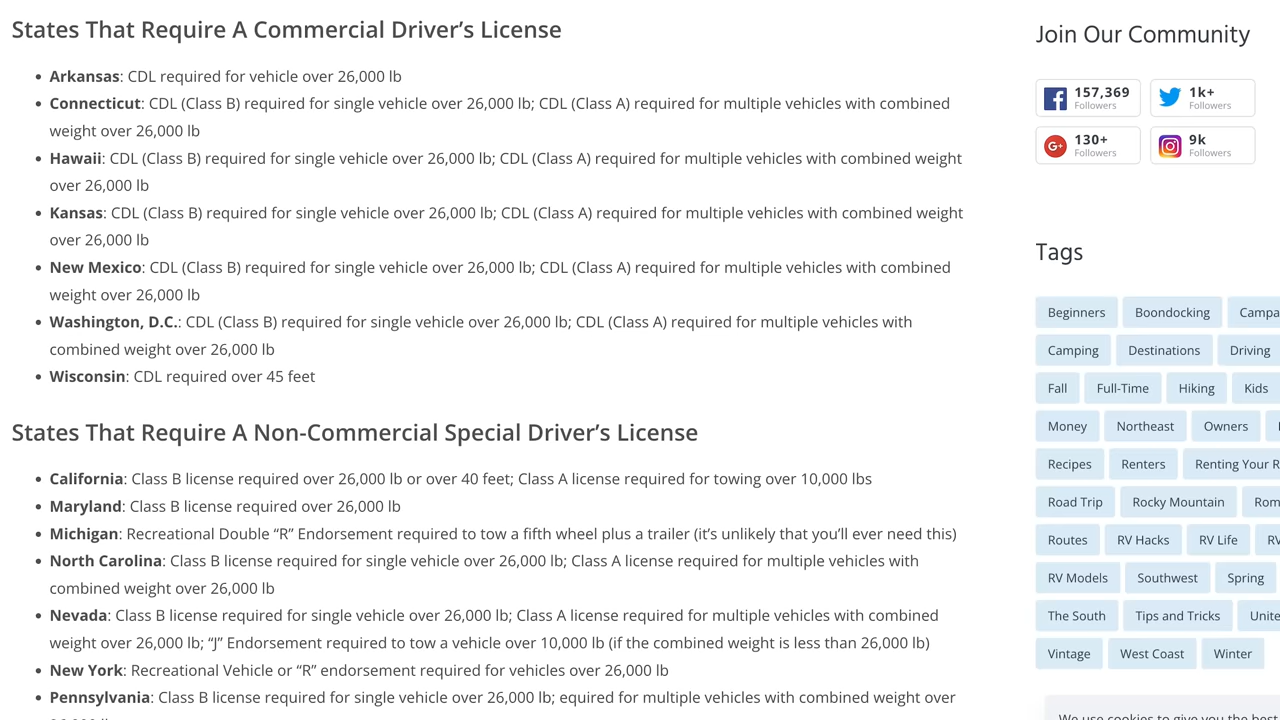 States That Require A Commercial Driver’s License
Arkansas: CDL required for vehicle over 26,000 lb
Connecticut: CDL (Class B) required for single vehicle over 26,000 lb; CDL (Class A) required for multiple vehicles with combined
weight over 26,000 lb
Hawaii: CDL (Class B) required for single vehicle over 26,000 lb; CDL (Class A) required for multiple vehicles with combined weight
over 26,000 lb
Kansas: CDL (Class B) required for single vehicle over 26,000 lb; CDL (Class A) required for multiple vehicles with combined weight
over 26,000 lb
New Mexico: CDL (Class B) required for single vehicle over 26,000 lb; CDL (Class A) required for multiple vehicles with combined
weight over 26,000 lb
Washington, D.C.: CDL (Class B) required for single vehicle over 26,000 lb; CDL (Class A) required for multiple vehicles with
combined weight over 26,000 lb
Wisconsin: CDL required over 45 feet
States That Require A Non-Commercial Special Driver’s License
California: Class B license required over 26,000 lb or over 40 feet; Class A license required for towing over 10,000 lbs
Maryland: Class B license required over 26,000 lb
Michigan: Recreational Double “R” Endorsement required to tow a fifth wheel plus a trailer (it’s unlikely that you’ll ever need this)
North Carolina: Class B license required for single vehicle over 26,000 lb; Class A license required for multiple vehicles with
combined weight over 26,000 lb
Nevada: Class B license required for single vehicle over 26,000 lb; Class A license required for multiple vehicles with combined
weight over 26,000 lb; “J” Endorsement required to tow a vehicle over 10,000 lb (if the combined weight is less than 26,000 lb)
New York: Recreational Vehicle or “R” endorsement required for vehicles over 26,000 lb
Pennsylvania: Class B license required for single vehicle over 26,000 lb; equired for multiple vehicles with combined weight over
Join Our Community
157,369 Followers 1k+ Followers
130+ Followers 9k Followers
Tags
Beginners Boondocking Campa
Camping Destinations Driving
Fall Full-Time Hiking Kids
Money Northeast Owners
Recipes Renters Renting Your R
Road Trip Rocky Mountain Rom
Routes RV Hacks RV Life RV
RV Models Southwest Spring
The South Tips and Tricks Unite
Vintage West Coast Winter
We use cookies to give you the best